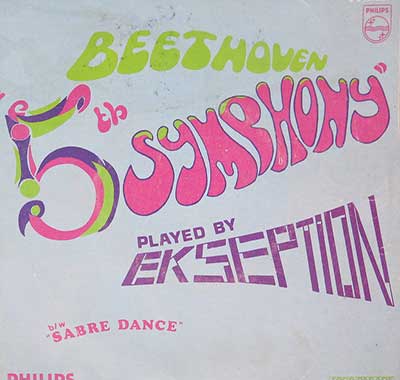 PHILIPS
BEETHOVEN
"5th SYMPHONY"
PLAYED BY
EKSEPTION
b/w
"SABRE DANCE"
PHILIPS